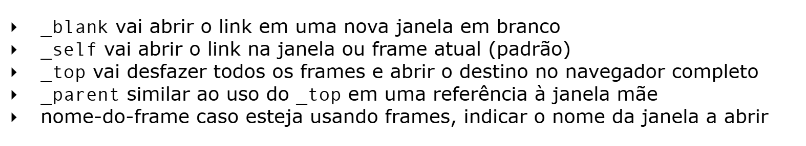 _blank vai abrir o link em uma nova janela em branco
_self vai abrir o link na janela ou frame atual (padrão)
_top vai desfazer todos os frames e abrir o destino no navegador completo
_parent similar ao uso do _top em uma referência à janela mãe
nome-do-frame caso esteja usando frames, indicar o nome da janela a abrir